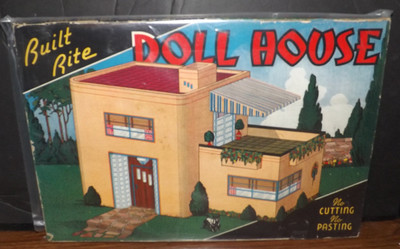 Built
Rite
DOLL HOUSE
No
CUTTING
No
PASTING